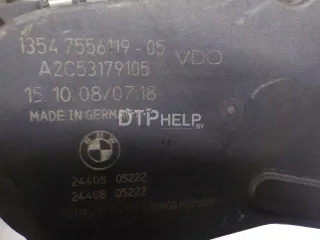 1354 7556119-05 VDO
A2C53179105
15.10.08/07:18
MADE IN GERMANY
DTPHELP.BY
BMW
24408 05222
24408 05222